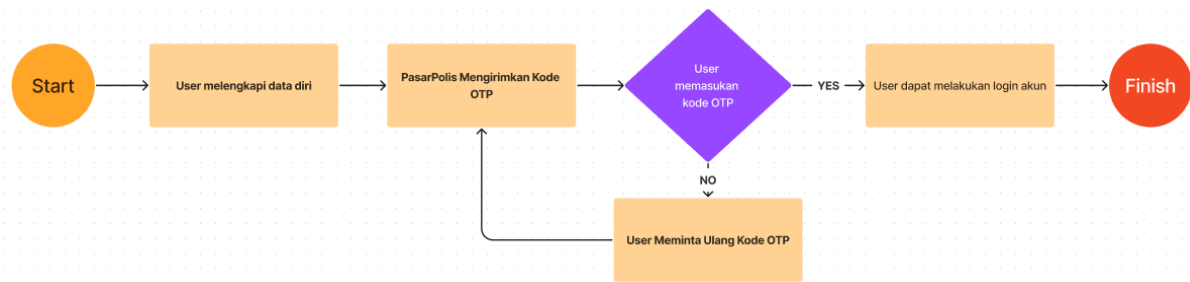 Start
User melengkapi data diri
PasarPolis Mengirimkan Kode
OTP
User
memasukan
kode OTP
YES
User dapat melakukan login akun
Finish
NO
User Meminta Ulang Kode OTP